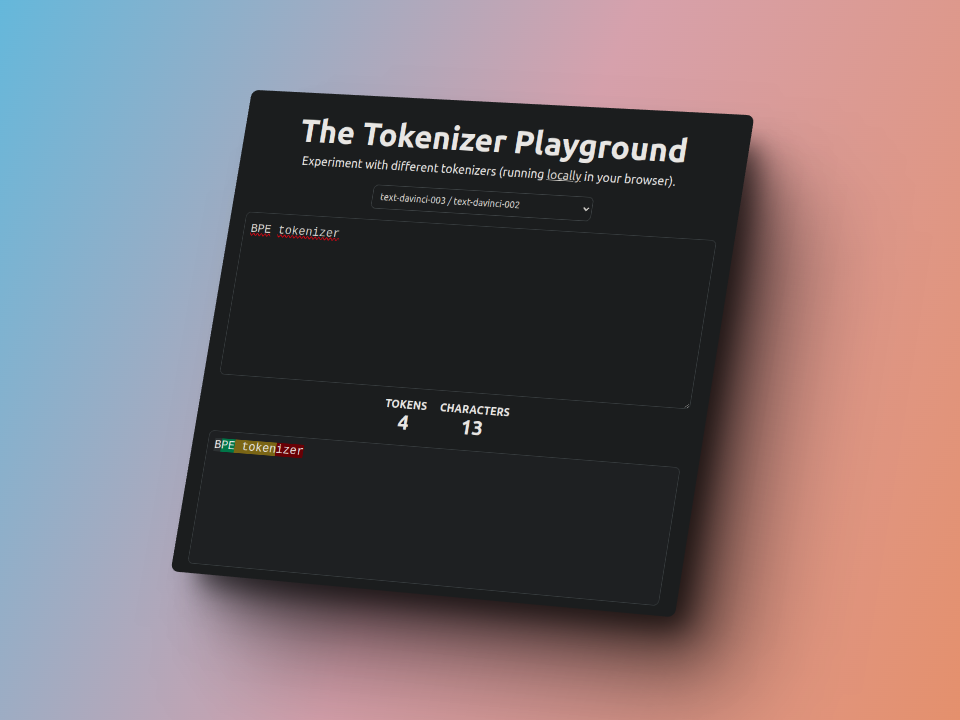 The Tokenizer Playground
Experiment with different tokenizers (running locally in your browser).
text-davinci-003 / text-davinci-002
BPE tokenizer
TOKENS CHARACTERS
4 13
BPE tokenizer